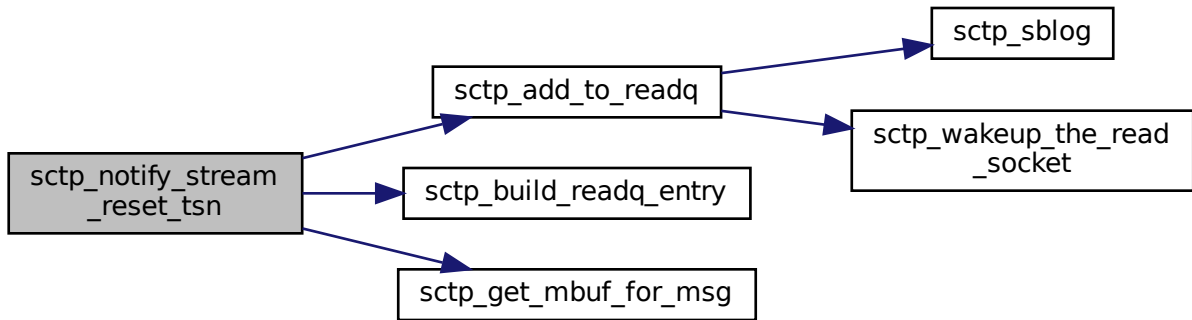 sctp_notify_stream
_reset_tsn
sctp_add_to_readq
sctp_build_readq_entry
sctp_get_mbuf_for_msg
sctp_sblog
sctp_wakeup_the_read
_socket